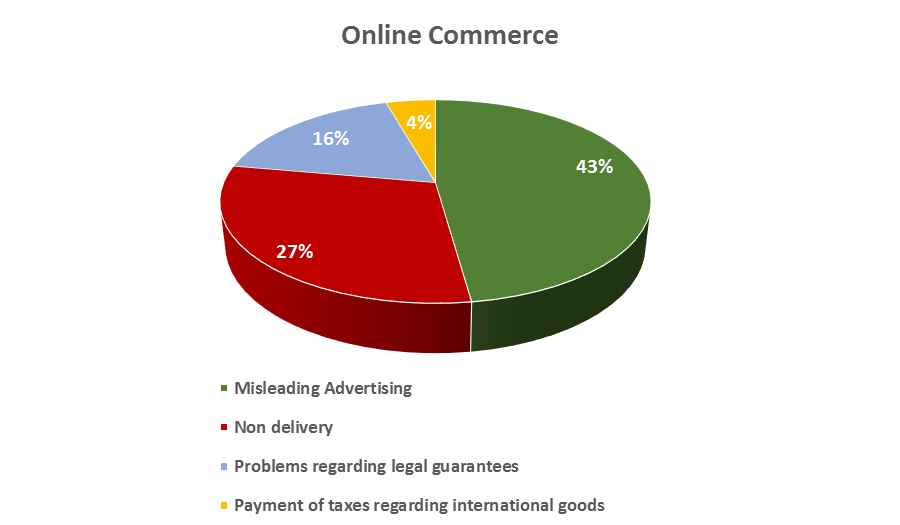 Online Commerce
4%
16%
43%
27%
Misleading Advertising
Non delivery
Problems regarding legal guarantees
Payment of taxes regarding international goods